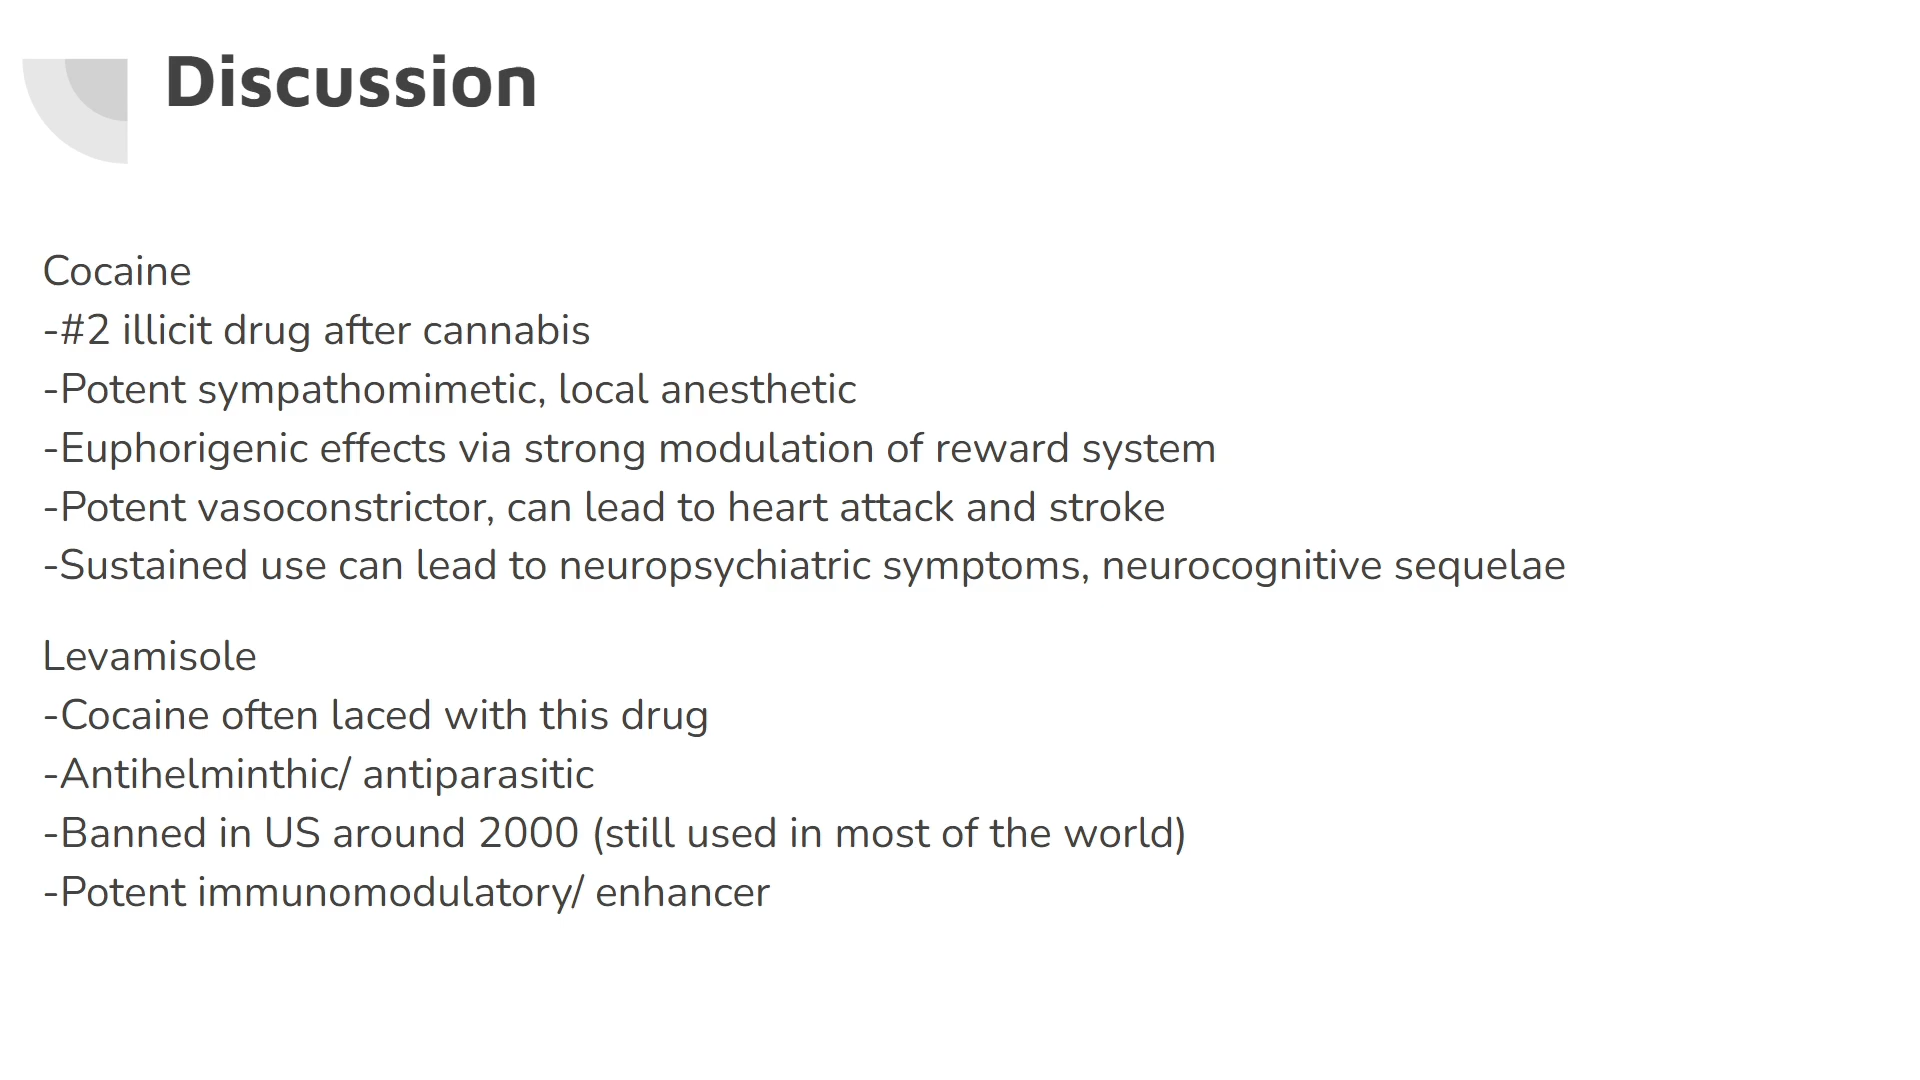 Discussion
Cocaine
-#2 illicit drug after cannabis
-Potent sympathomimetic, local anesthetic
-Euphorigenic effects via strong modulation of reward system
-Potent vasoconstrictor, can lead to heart attack and stroke
-Sustained use can lead to neuropsychiatric symptoms, neurocognitive sequelae
Levamisole
-Cocaine often laced with this drug
-Antihelminthic/ antiparasitic
-Banned in US around 2000 (still used in most of the world)
-Potent immunomodulatory/ enhancer